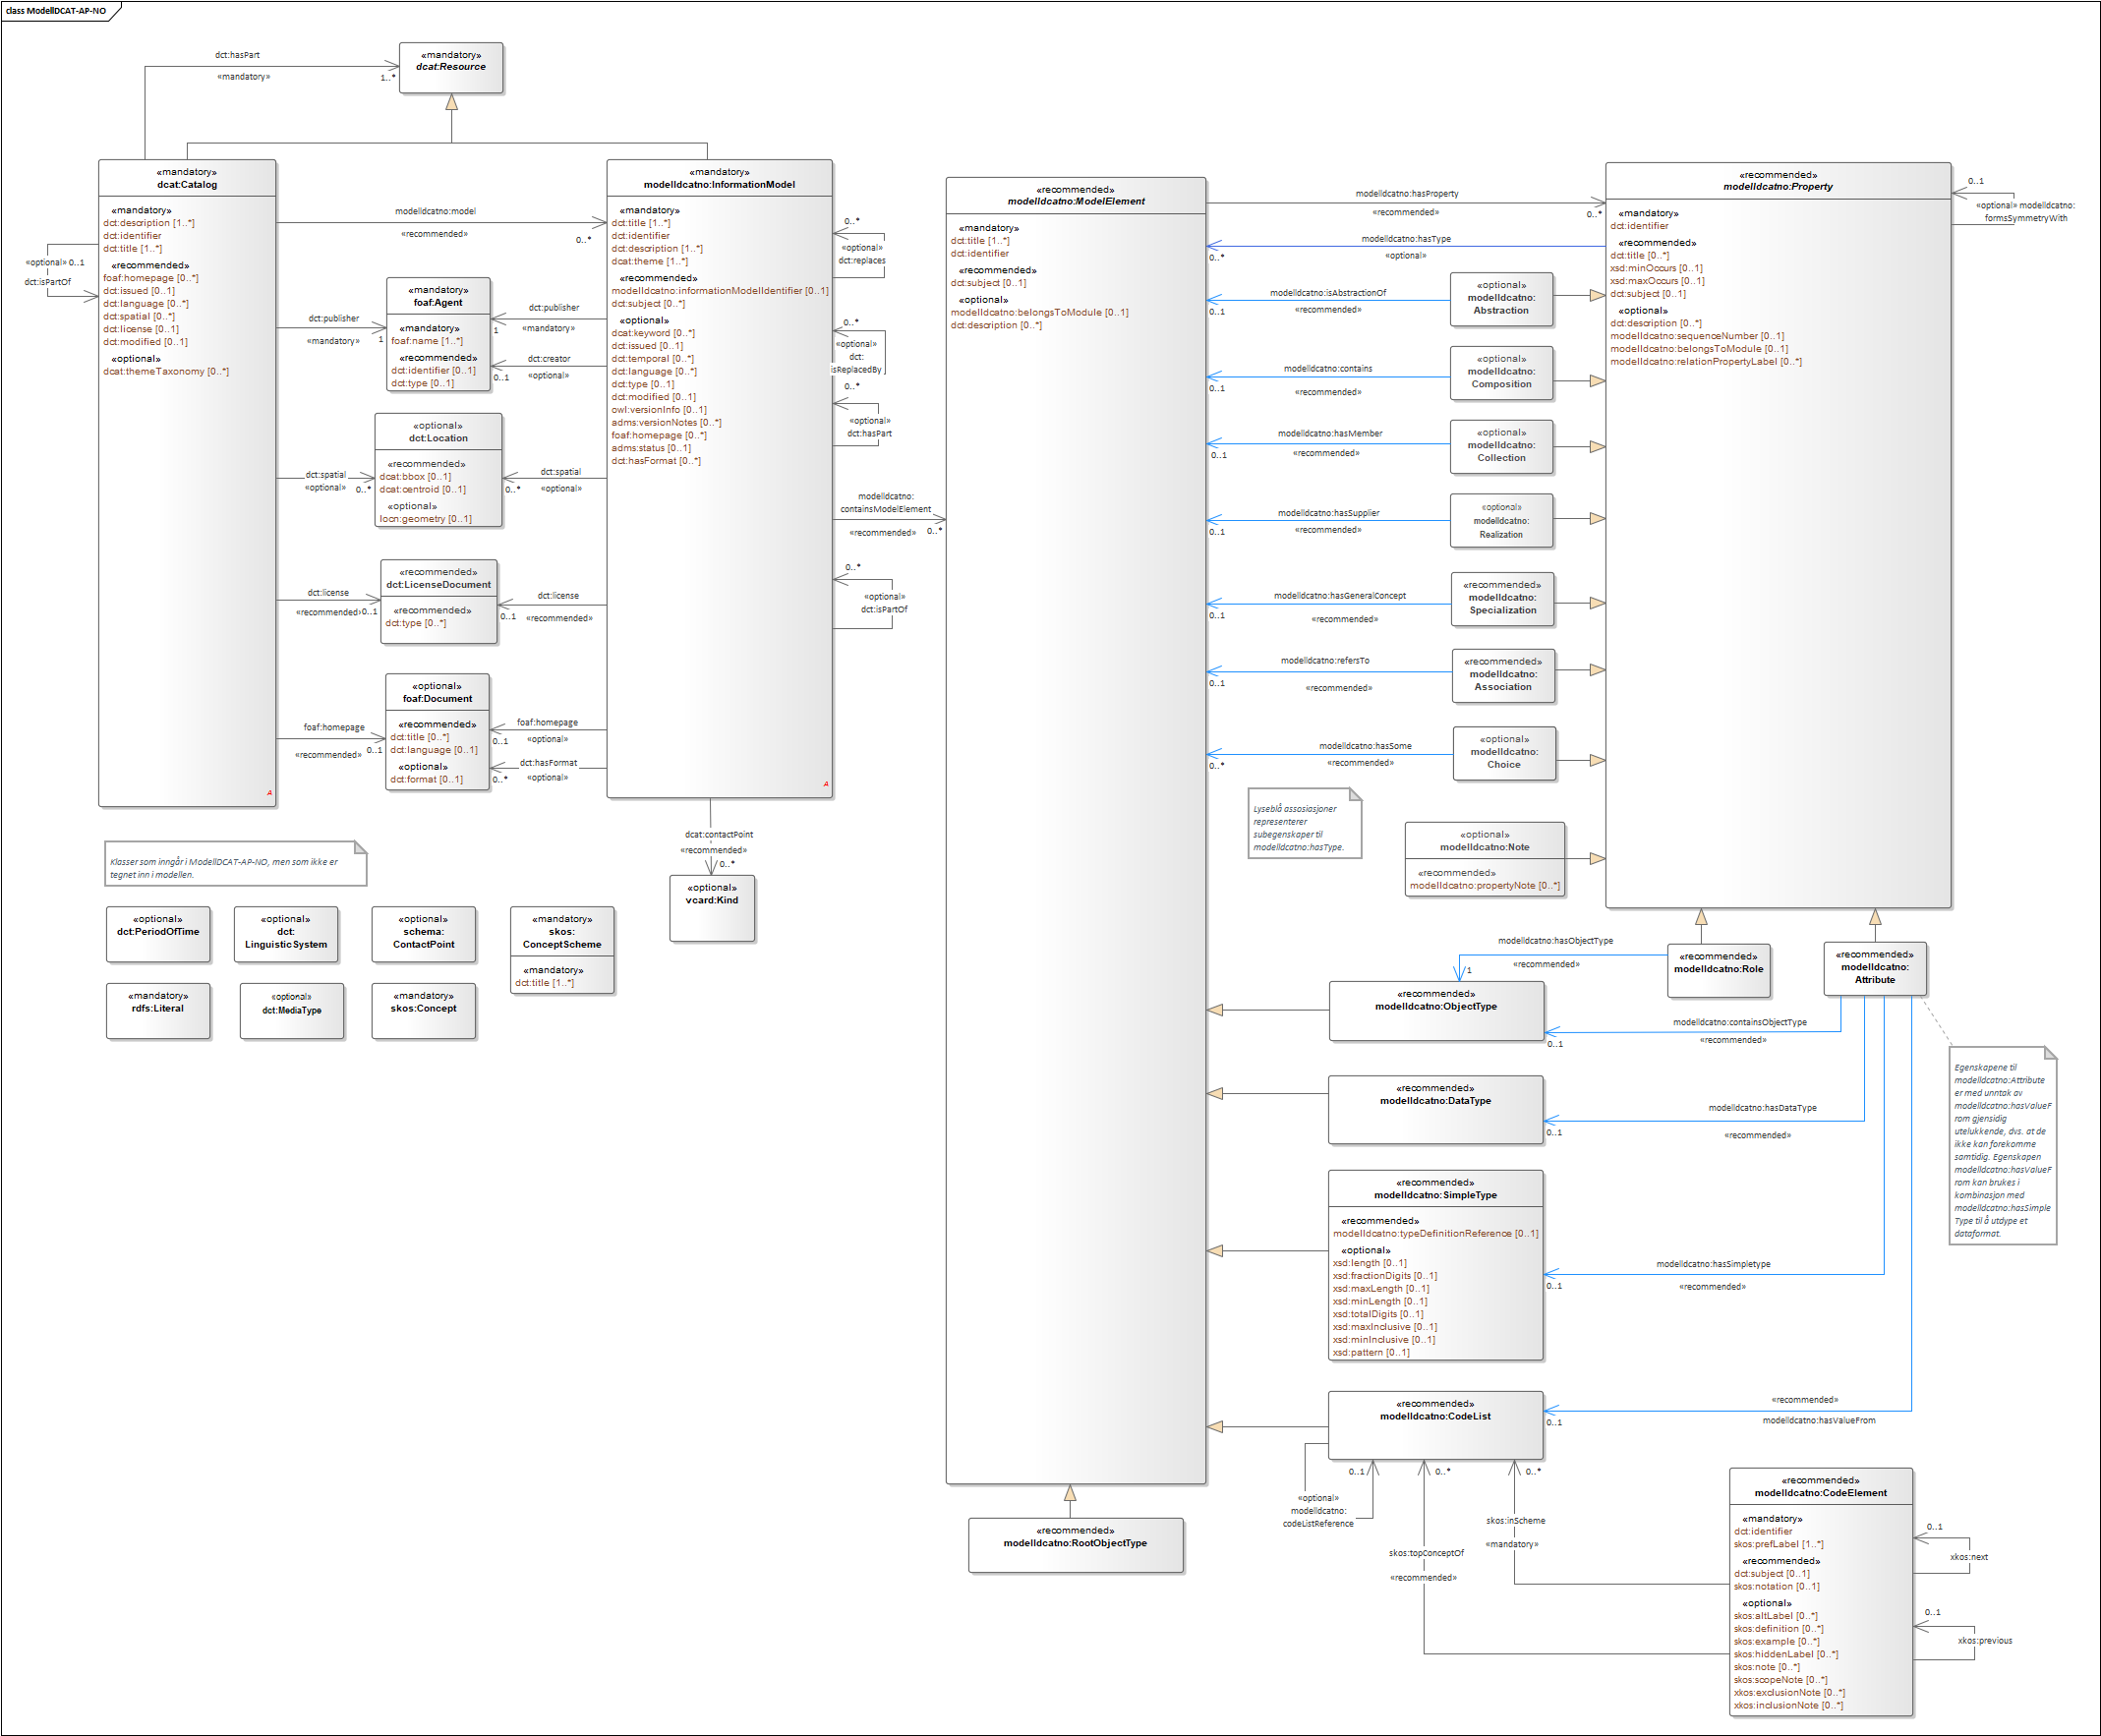 class ModellDCAT-AP-NO
«mandatory»
dcat:Resource
dct:hasPart
«mandatory»
1..*
«mandatory»
dcat:Catalog
«mandatory»
dct:description [1..*]
dct:identifier
dct:title [1..*]
«recommended»
foaf:homepage [0..*]
dct:issued [0..1]
dct:language [0..*]
dct:spatial [0..*]
dct:license [0..1]
dct:modified [0..1]
«optional»
dcat:themeTaxonomy [0..*]
A
«optional» 0..1
dct:isPartOf
modelldcatno:model
«recommended»
0..*
dct:publisher
«mandatory»
1
dct:spatial
«optional»
0..*
dct:license
«recommended»
0..1
foaf:homepage
«recommended»
0..1
«mandatory»
foaf:Agent
«mandatory»
foaf:name [1..*]
«recommended»
dct:identifier [0..1]
dct:type [0..1]
«optional»
dct:Location
«recommended»
dcat:bbox [0..1]
dcat:centroid [0..1]
«optional»
locn:geometry [0..1]
«recommended»
dct:LicenseDocument
«recommended»
dct:type [0..*]
«optional»
foaf:Document
«recommended»
dct:title [0..*]
dct:language [0..1]
«optional»
dct:format [0..1]
dct:publisher
1
«mandatory»
dct:creator
0..1
«optional»
dct:spatial
0..*
«optional»
dct:license
0..1
«recommended»
foaf:homepage
0..1
«optional»
dct:hasFormat
0..*
«optional»
«mandatory»
modelldcatno:InformationModel
«mandatory»
dct:title [1..*]
dct:identifier
dct:description [1..*]
dcat:theme [1..*]
«recommended»
modelldcatno:informationModelIdentifier [0..1]
dct:subject [0..*]
«optional»
dcat:keyword [0..*]
dct:issued [0..1]
dct:temporal [0..*]
dct:language [0..*]
dct:type [0..1]
dct:modified [0..1]
owl:versionInfo [0..1]
adms:versionNotes [0..*]
foaf:homepage [0..*]
adms:status [0..1]
dct:hasFormat [0..*]
A
0..*
«optional»
dct:replaces
0..*
«optional»
dct:
isReplacedBy
0..*
«optional»
dct:hasPart
modelldcatno:
containsModelElement
«recommended»
0..*
0..*
«optional»
dct:isPartOf
dcat:contactPoint
«recommended»
0..*
«optional»
vcard:Kind
Klasser som inngår i ModellDCAT-AP-NO, men som ikke er
tegnet inn i modellen.
«optional»
dct:PeriodOfTime
«optional»
dct:
LinguisticSystem
«optional»
schema:
ContactPoint
«mandatory»
skos:
ConceptScheme
«mandatory»
dct:title [1..*]
«mandatory»
rdfs:Literal
«optional»
dct:MediaType
«mandatory»
skos:Concept
«recommended»
modelldcatno:ModelElement
«mandatory»
dct:title [1..*]
dct:identifier
«recommended»
dct:subject [0..1]
«optional»
modelldcatno:belongsToModule [0..1]
dct:description [0..*]
modelldcatno:hasProperty
«recommended»
0..*
modelldcatno:hasType
0..*
«optional»
modelldcatno:isAbstractionOf
0..1
«recommended»
modelldcatno:contains
0..1
«recommended»
modelldcatno:hasMember
0..1
«recommended»
modelldcatno:hasSupplier
0..1
«recommended»
modelldcatno:hasGeneralConcept
0..1
«recommended»
modelldcatno:refersTo
0..1
«recommended»
modelldcatno:hasSome
0..*
«recommended»
«optional»
modelldcatno:
Abstraction
«optional»
modelldcatno:
Composition
«optional»
modelldcatno:
Collection
«optional»
modelldcatno:
Realization
«recommended»
modelldcatno:
Specialization
«recommended»
modelldcatno:
Association
«optional»
modelldcatno:
Choice
Lyseblå assosiasjoner
representerer
subegenskaper til
modelldcatno:hasType.
«optional»
modelldcatno:Note
«recommended»
modelldcatno:propertyNote [0..*]
«recommended»
modelldcatno:Property
«mandatory»
dct:identifier
«recommended»
dct:title [0..*]
xsd:minOccurs [0..1]
xsd:maxOccurs [0..1]
dct:subject [0..1]
«optional»
dct:description [0..*]
modelldcatno:sequenceNumber [0..1]
modelldcatno:belongsToModule [0..1]
modelldcatno:relationPropertyLabel [0..*]
0..1
«optional» modelldcatno:
formsSymmetryWith
modelldcatno:hasObjectType
«recommended»
1
«recommended»
modelldcatno:Role
«recommended»
modelldcatno:
Attribute
«recommended»
modelldcatno:ObjectType
modelldcatno:containsObjectType
«recommended»
0..1
«recommended»
modelldcatno:DataType
modelldcatno:hasDataType
0..1
«recommended»
Egenskapene til
modelldcatno:Attribute
er med unntak av
modelldcatno:hasValueF
rom gjensidig
utelukkende, dvs. at de
ikke kan forekomme
samtidig. Egenskapen
modelldcatno:hasValueF
rom kan brukes i
kombinasjon med
modelldcatno:hasSimple
Type til å utdype et
dataformat.
«recommended»
modelldcatno:SimpleType
«recommended»
modelldcatno:typeDefinitionReference [0..1]
«optional»
xsd:length [0..1]
xsd:fractionDigits [0..1]
xsd:maxLength [0..1]
xsd:minLength [0..1]
xsd:totalDigits [0..1]
xsd:maxInclusive [0..1]
xsd:minInclusive [0..1]
xsd:pattern [0..1]
modelldcatno:hasSimpletype
0..1
«recommended»
«recommended»
modelldcatno:CodeList
«recommended»
0..1
modelldcatno:hasValueFrom
0..1
0..*
0..*
«optional»
modelldcatno:
codeListReference
skos:inScheme
«mandatory»
skos:topConceptOf
«recommended»
«recommended»
modelldcatno:RootObjectType
«recommended»
modelldcatno:CodeElement
«mandatory»
dct:identifier
skos:prefLabel [1..*]
«recommended»
dct:subject [0..1]
skos:notation [0..1]
«optional»
skos:altLabel [0..*]
skos:definition [0..*]
skos:example [0..*]
skos:hiddenLabel [0..*]
skos:note [0..*]
skos:scopeNote [0..*]
xkos:exclusionNote [0..*]
xkos:inclusionNote [0..*]
0..1
xkos:next
0..1
xkos:previous